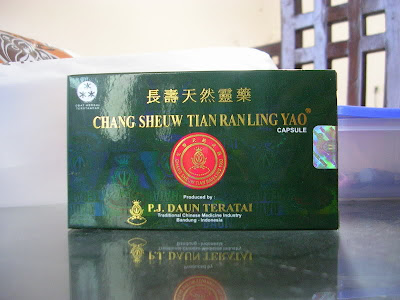 長壽天然靈藥
CHANG SHEUW TIAN RAN LING YAO®
CAPSULE
Produced by
P.J. DAUN TERATAI
Traditional Chinese Medicine Industry
Bandung - Indonesia